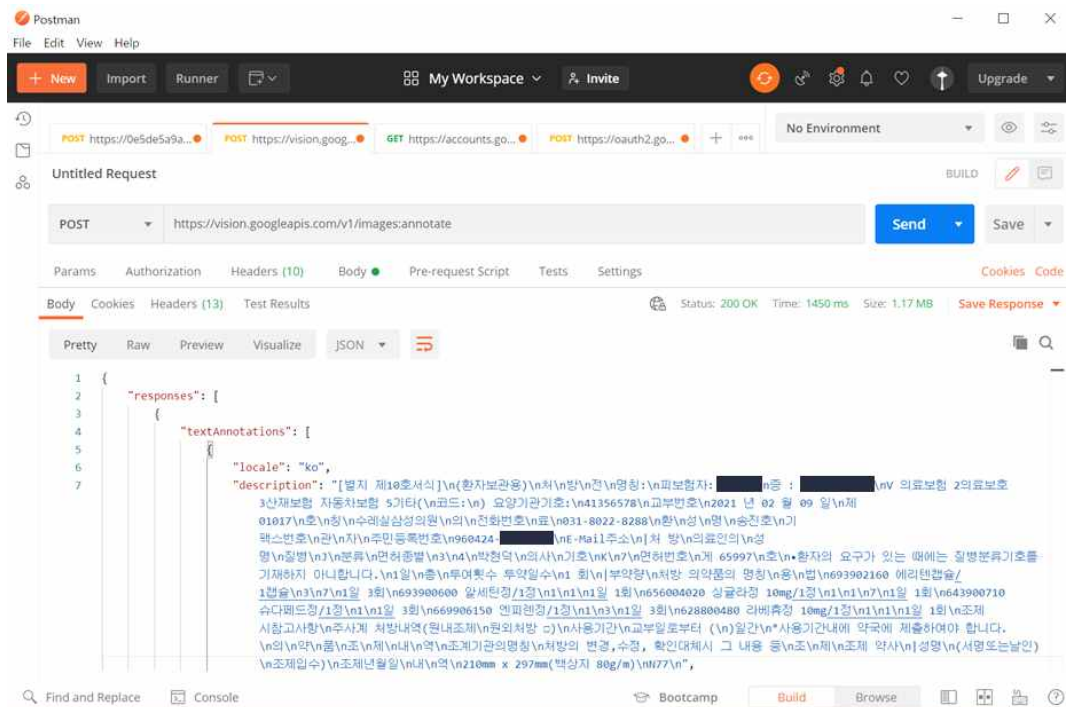 Postman
File Edit View Help
+ New Import Runner My Workspace Invite Upgrade
POST https://0e5de5a9a... POST https://vision.goog... GET https://accounts.go... POST https://oauth2.go... + ooo No Environment
Untitled Request BUILD
POST https://vision.googleapis.com/v1/images:annotate Send Save
Params Authorization Headers (10) Body Pre-request Script Tests Settings Cookies Code
Body Cookies Headers (13) Test Results Status: 200 OK Time: 1450 ms Size: 1.17 MB Save Response
Pretty Raw Preview Visualize JSON
1 {
2 "responses": [
3 {
4 "textAnnotations": [
5 {
6 "locale": "ko",
7 "description": "[별지 제10호서식]\n(환자보관용)\n처\n방\n전\n명칭:\n피보험자: \n증 : \nV 의료보험 2의료보호
3산재보험 자동차보험 5기타(\n코드:\n) 요양기관기호:\n41356578\n교부번호\n2021 년 02 월 09 일\n제
01017\n호\n칭\n수레실삼성의원\n의\n전화번호\n료\n031-8022-8288\n환\n성\n명\n송진호\n기
팩스번호\n관\n자\n주민등록번호\n960424- \nE-Mail주소\n|처 방\n의료인의\n성
명\n질병\nJ\n분류\n면허종별\n3\n4\n박현덕\n의사\n기호\nK\n7\n면허번호\n게 65997\n호\n•환자의 요구가 있는 때에는 질병분류기호를
기재하지 아니합니다.\n1일\n총\n투여횟수 투약일수\n1 회\n|부약량\n처방 의약품의 명칭\n용\n법\n693902160 에리텐캡슐/
1캡슐\n3\n7\n1일 3회\n693900600 알세틴정/1정\n1\n1\n1일 1회\n656004020 싱귤라정 10mg/1정\n1\n1\n7\n1일 1회\n643900710
슈다페드정/1정\n1\n1일 3회\n669906150 엔피렌정/1정\n1\n3\n1일 3회\n628800480 라베휴정 10mg/1정\n1\n1\n1일 1회\n조제
시참고사항\n주사계 처방내역(원내조제\n원외처방 □)\n사용기간\n교부일로부터 (\n)일간\n*사용기간내에 약국에 제출하여야 합니다.
\n의\n약\n품\n조\n제\n내\n역\n조계기관의명칭\n처방의 변경,수정, 확인대체시 그 내용 등\n조\n제\n조제 약사\n|성명\n(서명또는날인)
\n조제입수)\n조제년월일\n내\n역\n210mm x 297mm(백상지 80g/m)\nN77\n",
Find and Replace Console Bootcamp Build Browse